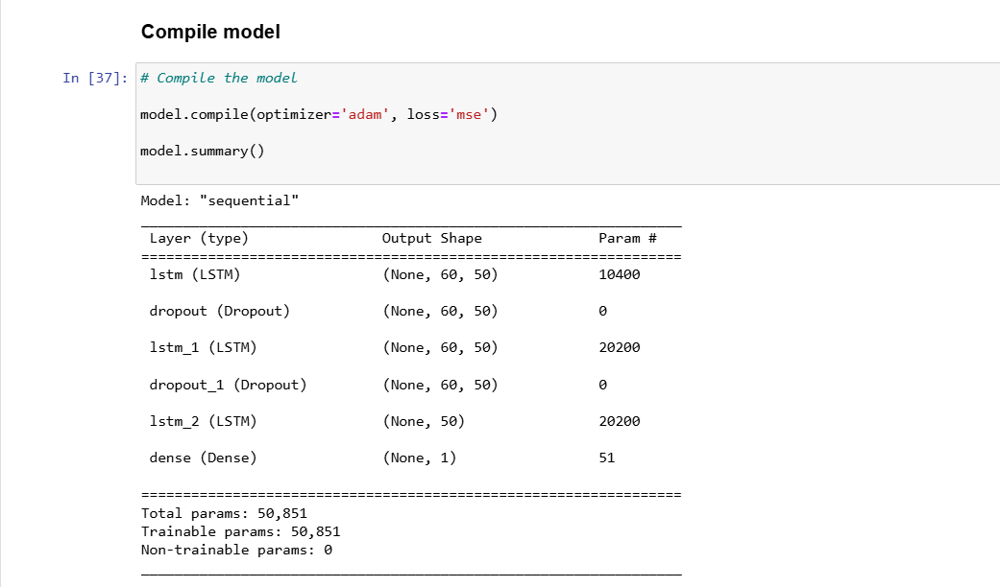 Compile model
In [37]: # Compile the model
model.compile(optimizer='adam', loss='mse')
model.summary()
Model: "sequential"
_________________________________________________________________
Layer (type) Output Shape Param #
=================================================================
lstm (LSTM) (None, 60, 50) 10400
dropout (Dropout) (None, 60, 50) 0
lstm_1 (LSTM) (None, 60, 50) 20200
dropout_1 (Dropout) (None, 60, 50) 0
lstm_2 (LSTM) (None, 50) 20200
dense (Dense) (None, 1) 51
=================================================================
Total params: 50,851
Trainable params: 50,851
Non-trainable params: 0
_________________________________________________________________